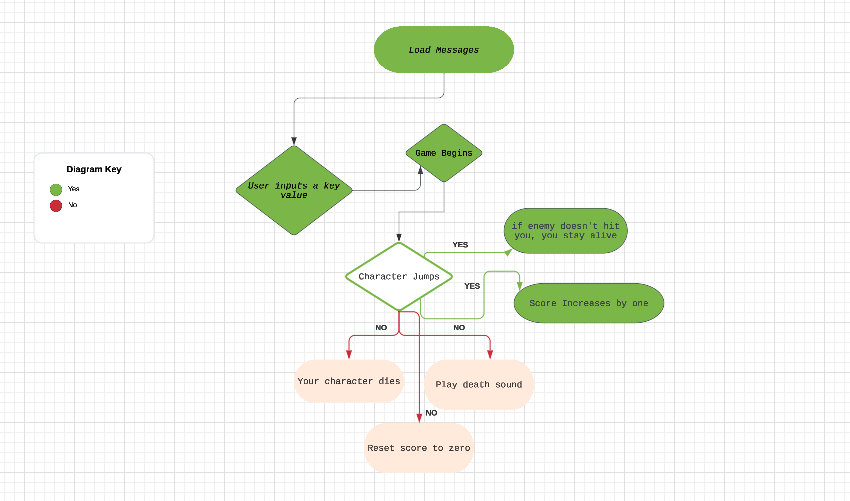 Load Messages
Game Begins
Diagram Key
Yes
No
User inputs a key
value
if enemy doesn't hit
you, you stay alive
YES
Character Jumps
YES
Score Increases by one
NO
NO
Your character dies
Play death sound
NO
Reset score to zero